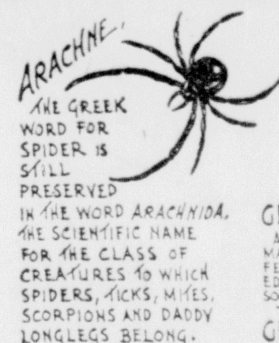 ARACHNE,
THE GREEK
WORD FOR
SPIDER IS
STILL
PRESERVED
IN THE WORD ARACHNIDA,
THE SCIENTIFIC NAME
FOR THE CLASS OF
CREATURES TO WHICH
SPIDERS, TICKS, MITES,
SCORPIONS AND DADDY
LONGLEGS BELONG.